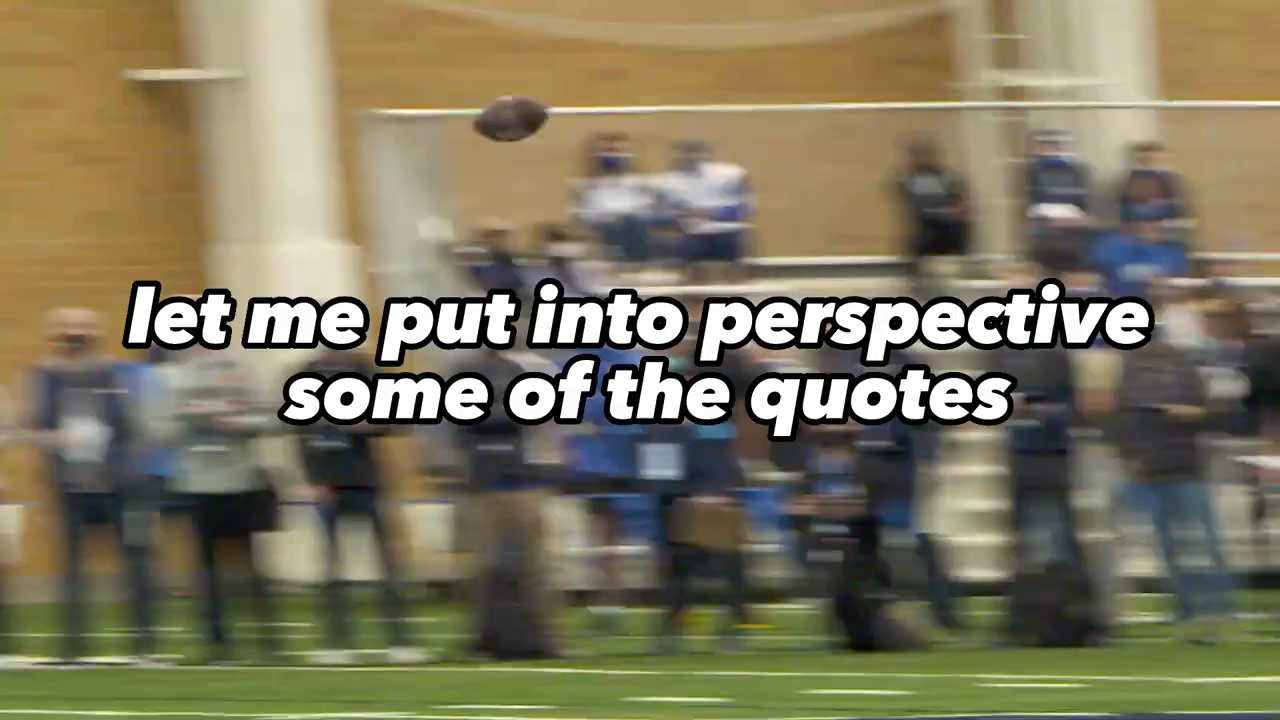 let me put into perspective
some of the quotes